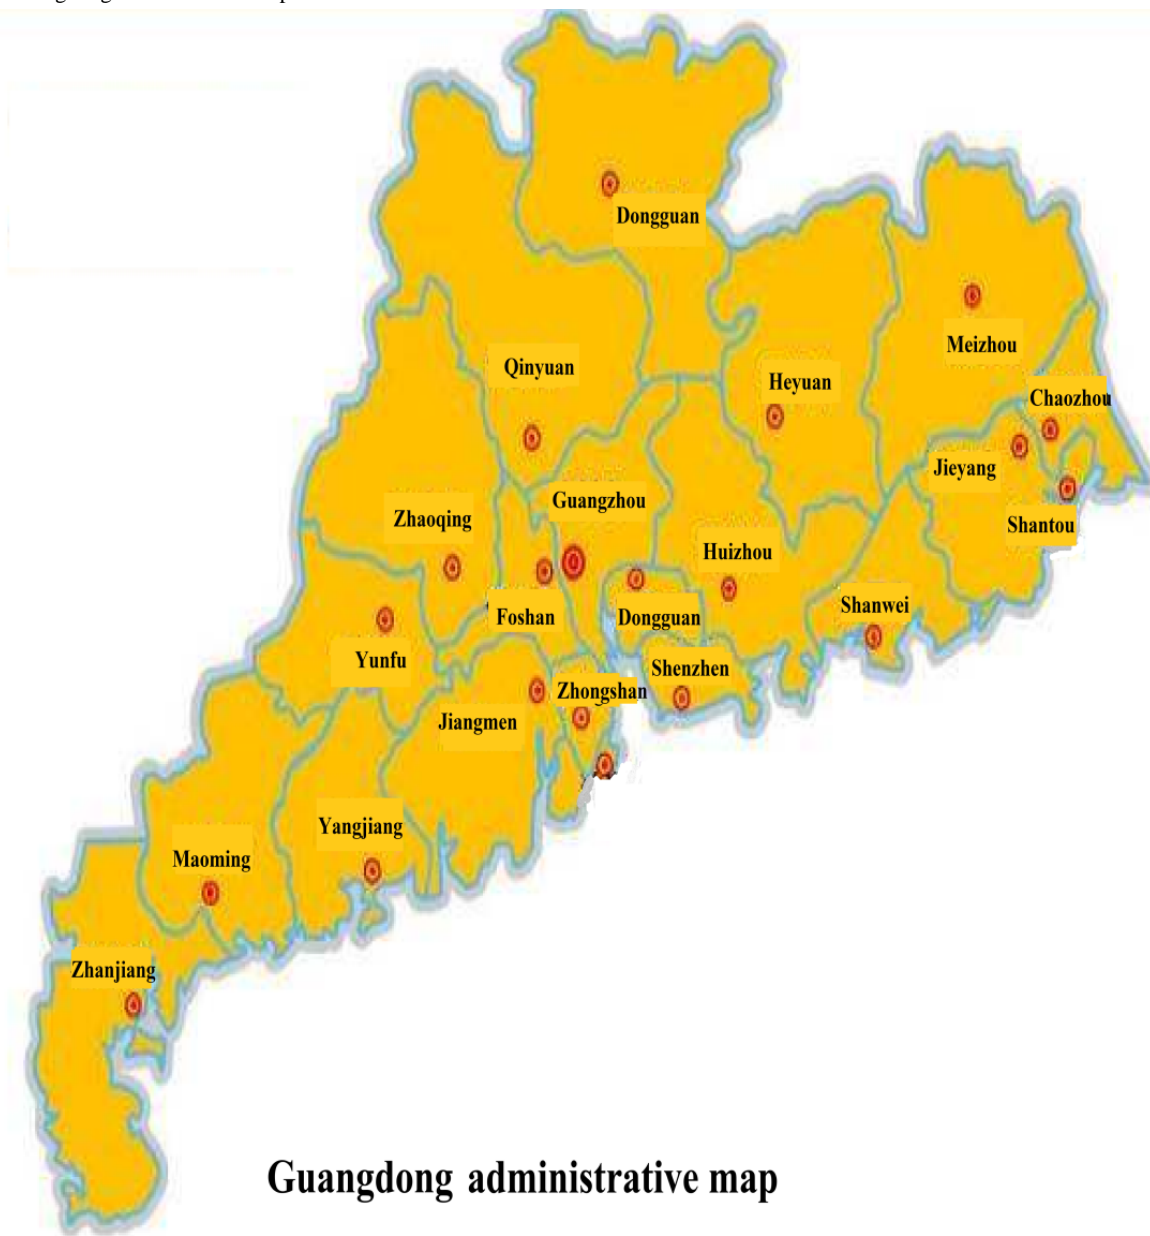 Dongguan
Meizhou
Qinyuan
Heyuan
Chaozhou
Jieyang
Guangzhou
Zhaoqing
Shantou
Huizhou
Shanwei
Foshan
Dongguan
Yunfu
Shenzhen
Zhongshan
Jiangmen
Yangjiang
Maoming
Zhanjiang
Guangdong administrative map